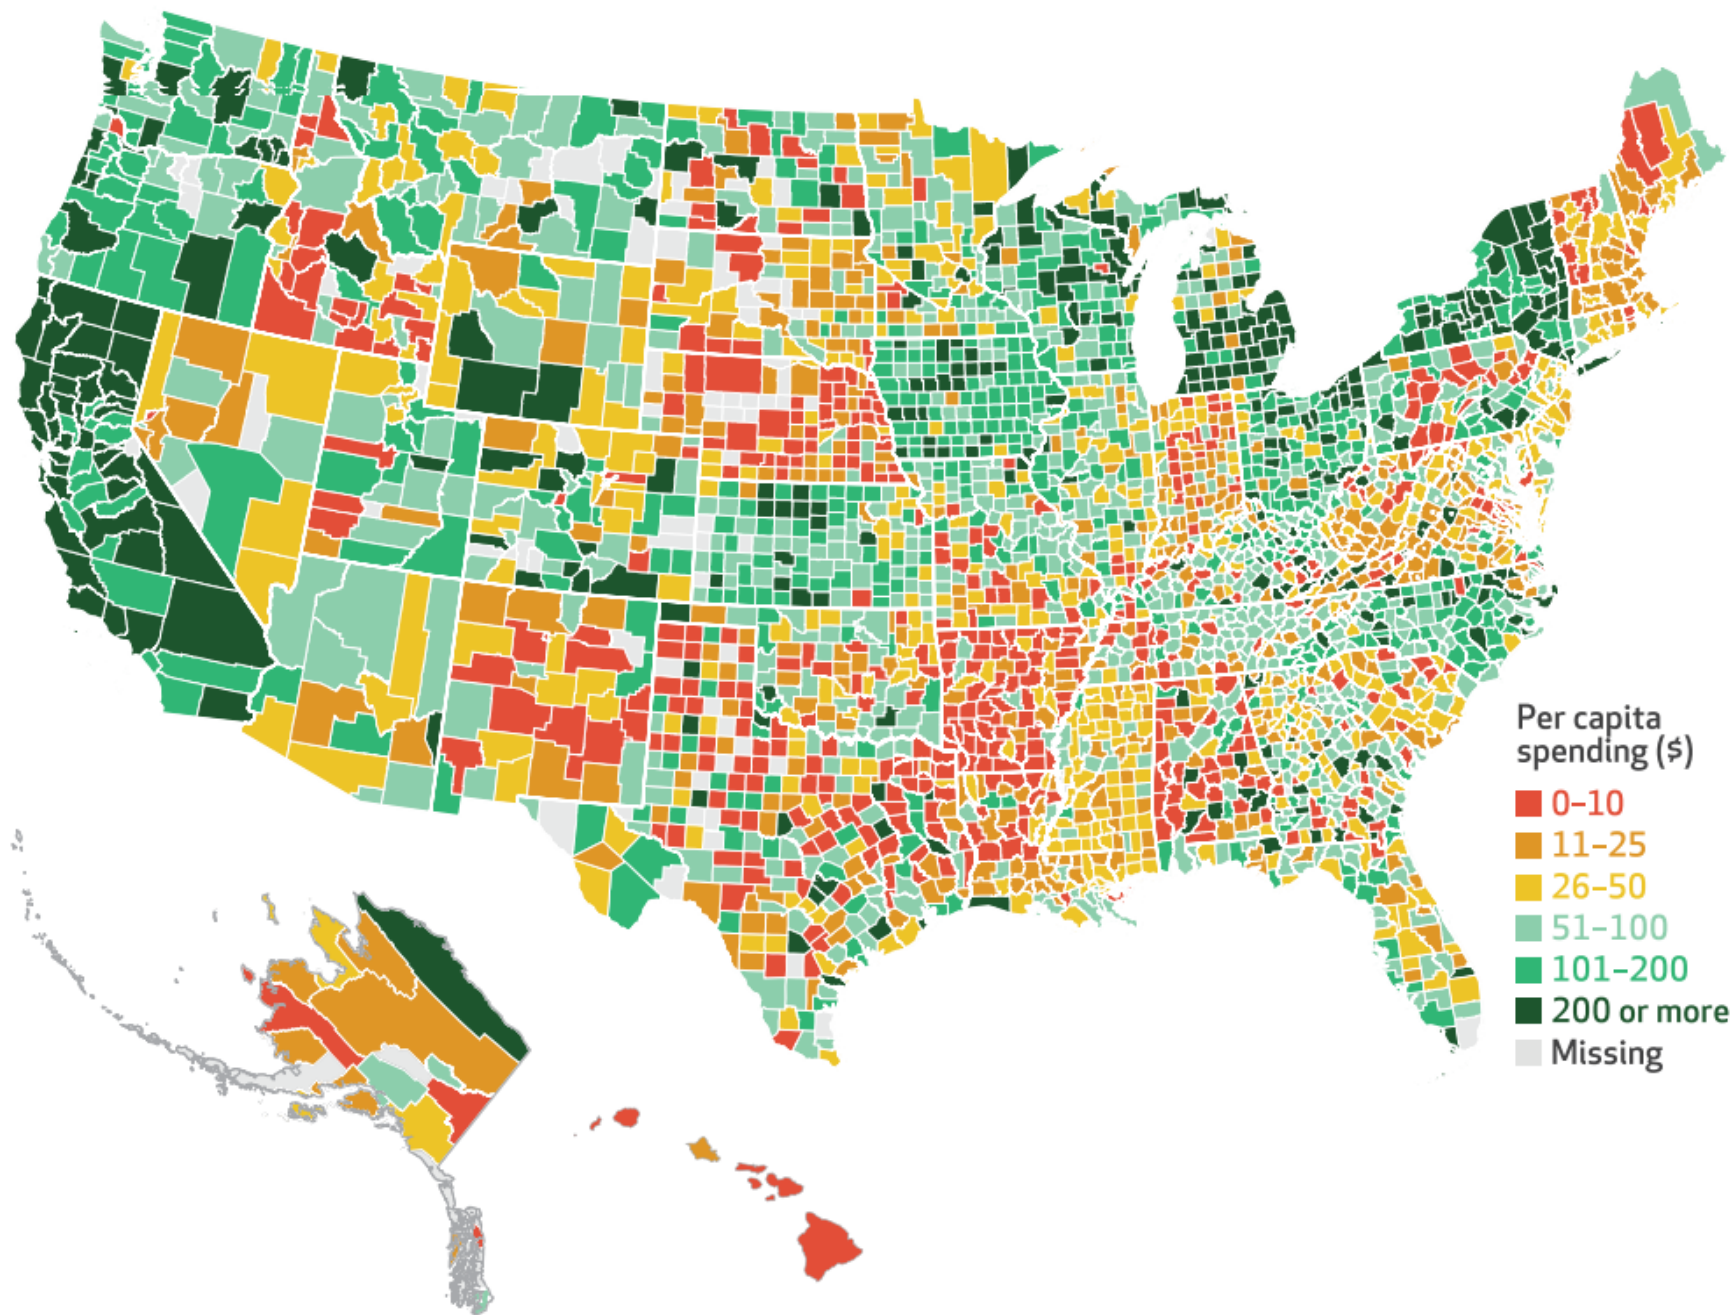 Per capita
spending ($)
0–10
11–25
26–50
51–100
101–200
200 or more
Missing